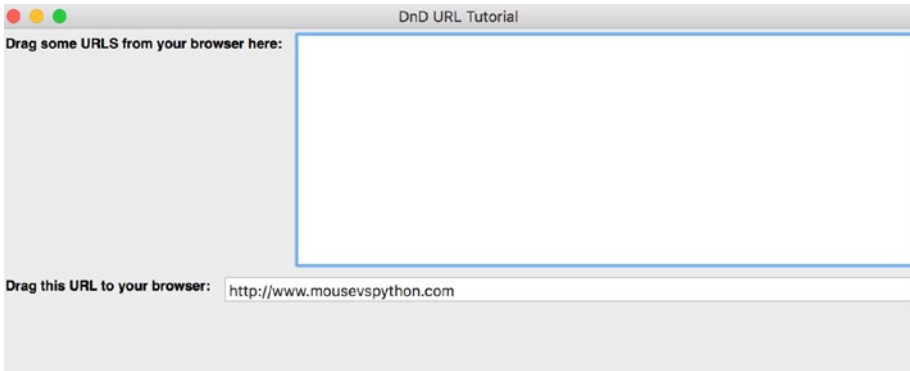 DnD URL Tutorial
Drag some URLS from your browser here:
Drag this URL to your browser: http://www.mousevspython.com